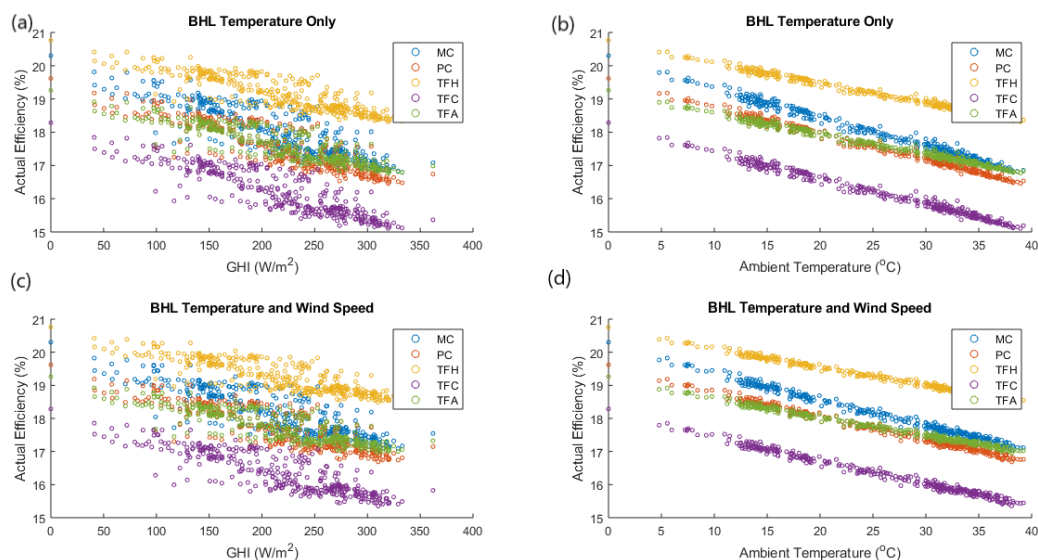 (a)
BHL Temperature Only
Actual Efficiency (%)
21
20
19
18
17
16
15
0
50
100
150
200
250
300
350
400
GHI (W/m²)
MC
PC
TFH
TFC
TFA
(b)
BHL Temperature Only
Actual Efficiency (%)
21
20
19
18
17
16
15
0
5
10
15
20
25
30
35
40
Ambient Temperature (°C)
MC
PC
TFH
TFC
TFA
(c)
BHL Temperature and Wind Speed
Actual Efficiency (%)
21
20
19
18
17
16
15
0
50
100
150
200
250
300
350
400
GHI (W/m²)
MC
PC
TFH
TFC
TFA
(d)
BHL Temperature and Wind Speed
Actual Efficiency (%)
21
20
19
18
17
16
15
0
5
10
15
20
25
30
35
40
Ambient Temperature (°C)
MC
PC
TFH
TFC
TFA